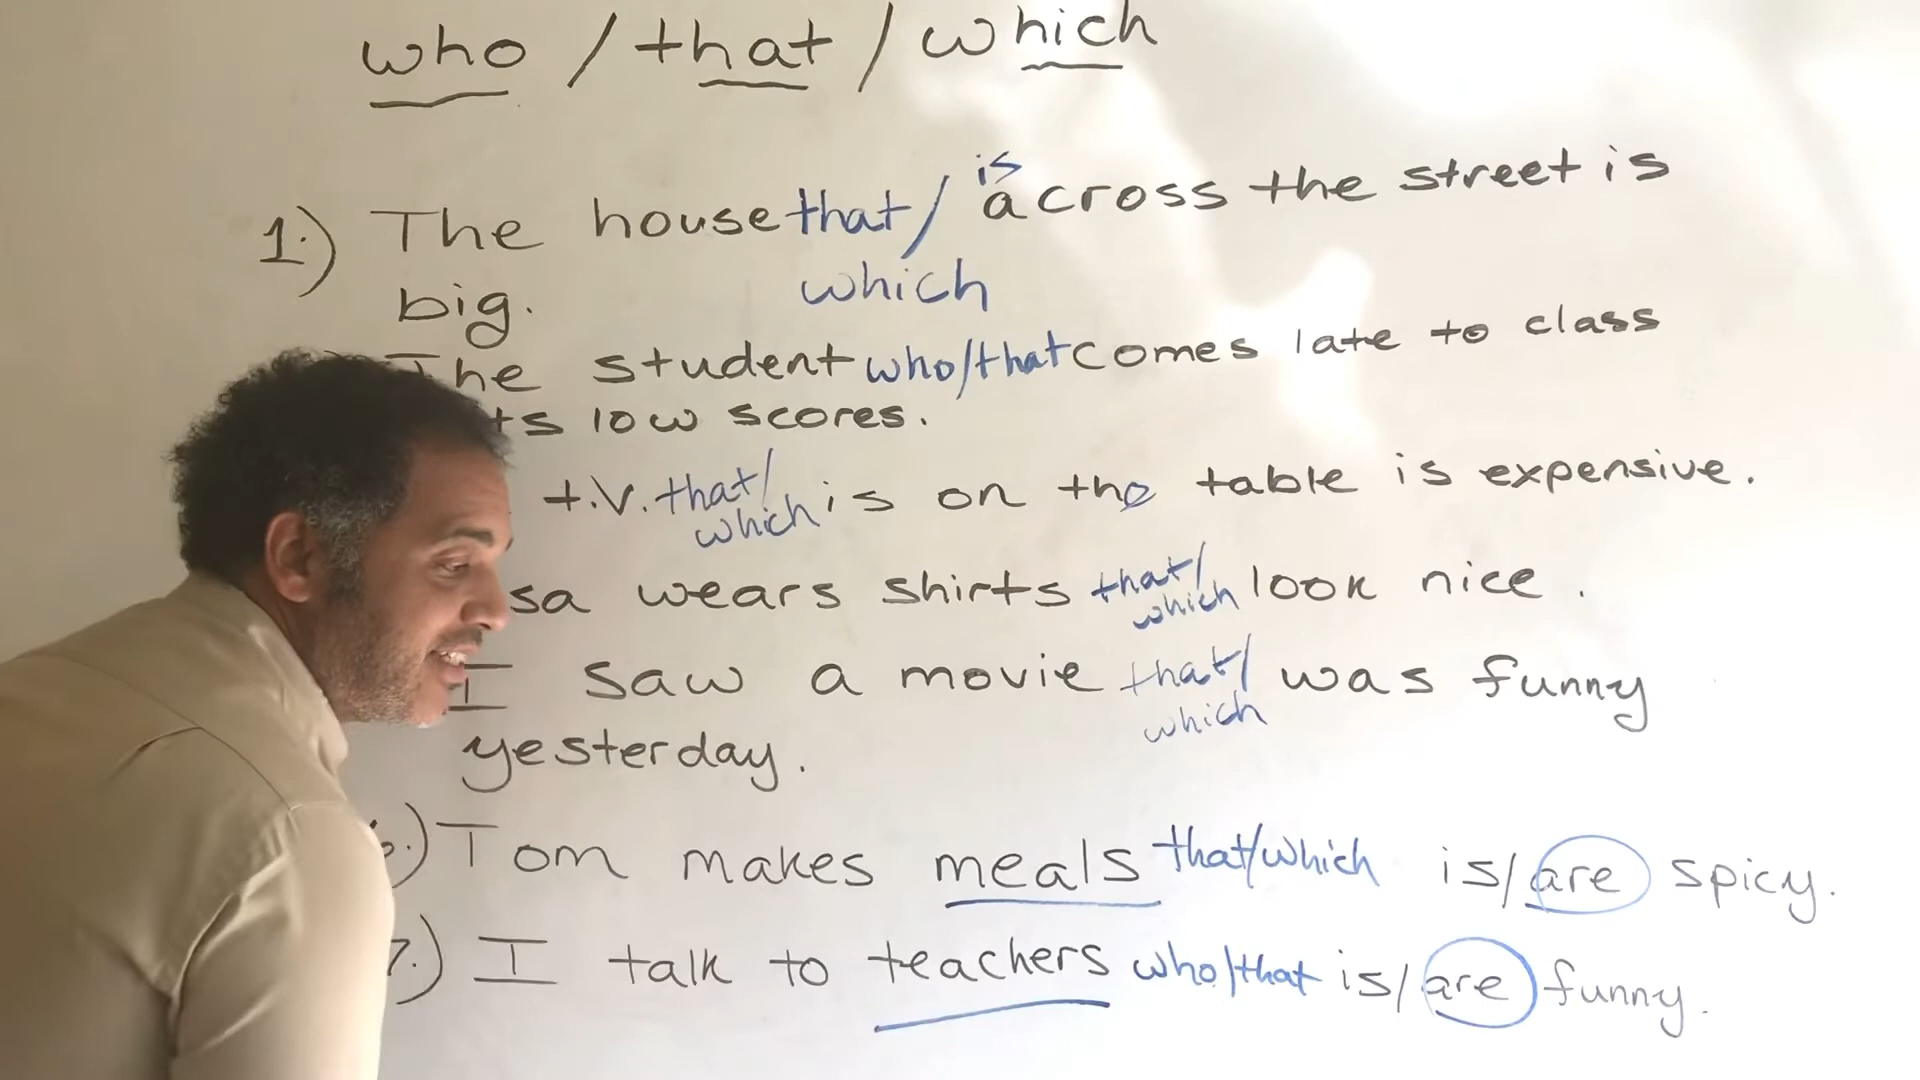 who / that / which
1.) The house that/ is across the street is
which
big.
The student who/that comes late to class
low scores.
t.v. that/ is on the table is expensive.
which
wears shirts that/ look nice.
which
I saw a movie that/ was funny
which
yesterday.
6.) Tom makes meals that/which is/are spicy.
7.) I talk to teachers who/that is/are funny.